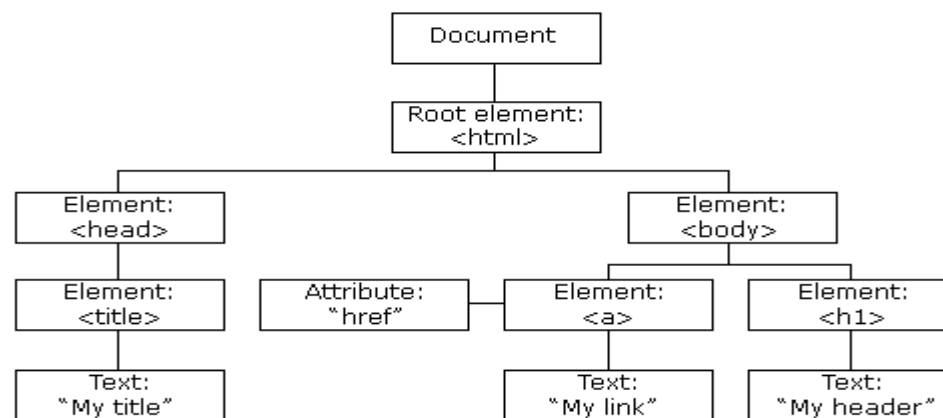 Document
Root element:
<html>
Element:
<head>
Element:
<body>
Element:
<title>
Attribute:
“href”
Element:
<a>
Element:
<h1>
Text:
“My title”
Text:
“My link”
Text:
“My header”